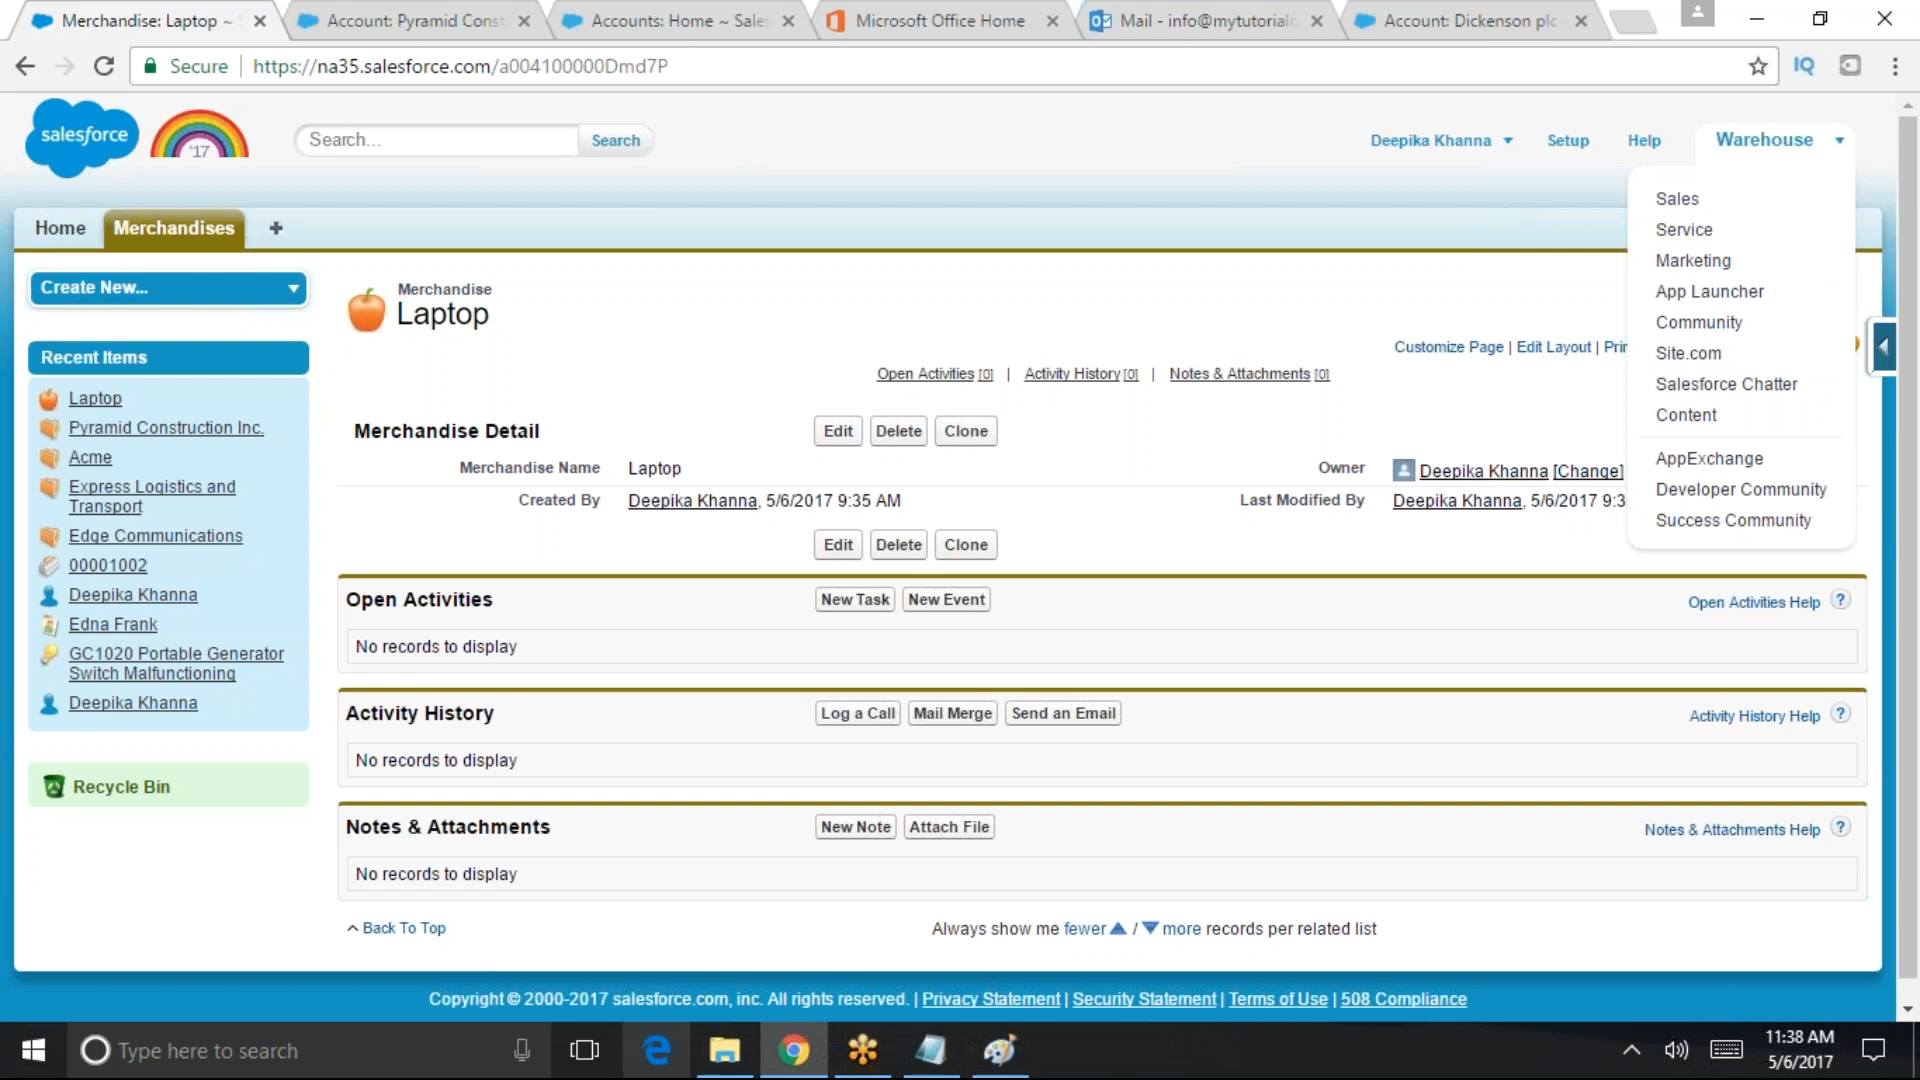 Merchandise: Laptop ~ S
Account: Pyramid Const
Accounts: Home ~ Sales
Microsoft Office Home
Mail - info@mytutorialr
Account: Dickenson plc
Secure
https://na35.salesforce.com/a004100000Dmd7P
IQ
salesforce
'17
Search...
Search
Deepika Khanna
Setup
Help
Warehouse
Sales
Service
Marketing
App Launcher
Community
Site.com
Salesforce Chatter
Content
AppExchange
Developer Community
Success Community
Home
Merchandises
+
Create New...
Recent Items
Laptop
Pyramid Construction Inc.
Acme
Express Logistics and
Transport
Edge Communications
00001002
Deepika Khanna
Edna Frank
GC1020 Portable Generator
Switch Malfunctioning
Deepika Khanna
Recycle Bin
Merchandise
Laptop
Customize Page | Edit Layout | Prin
Open Activities [0] | Activity History [0] | Notes & Attachments [0]
Merchandise Detail
Edit
Delete
Clone
Merchandise Name Laptop
Owner Deepika Khanna [Change]
Created By Deepika Khanna, 5/6/2017 9:35 AM
Last Modified By Deepika Khanna, 5/6/2017 9:3
Edit
Delete
Clone
Open Activities
New Task
New Event
Open Activities Help ?
No records to display
Activity History
Log a Call
Mail Merge
Send an Email
Activity History Help ?
No records to display
Notes & Attachments
New Note
Attach File
Notes & Attachments Help ?
No records to display
Back To Top
Always show me fewer / more records per related list
Copyright © 2000-2017 salesforce.com, inc. All rights reserved. | Privacy Statement | Security Statement | Terms of Use | 508 Compliance
Type here to search
11:38 AM
5/6/2017